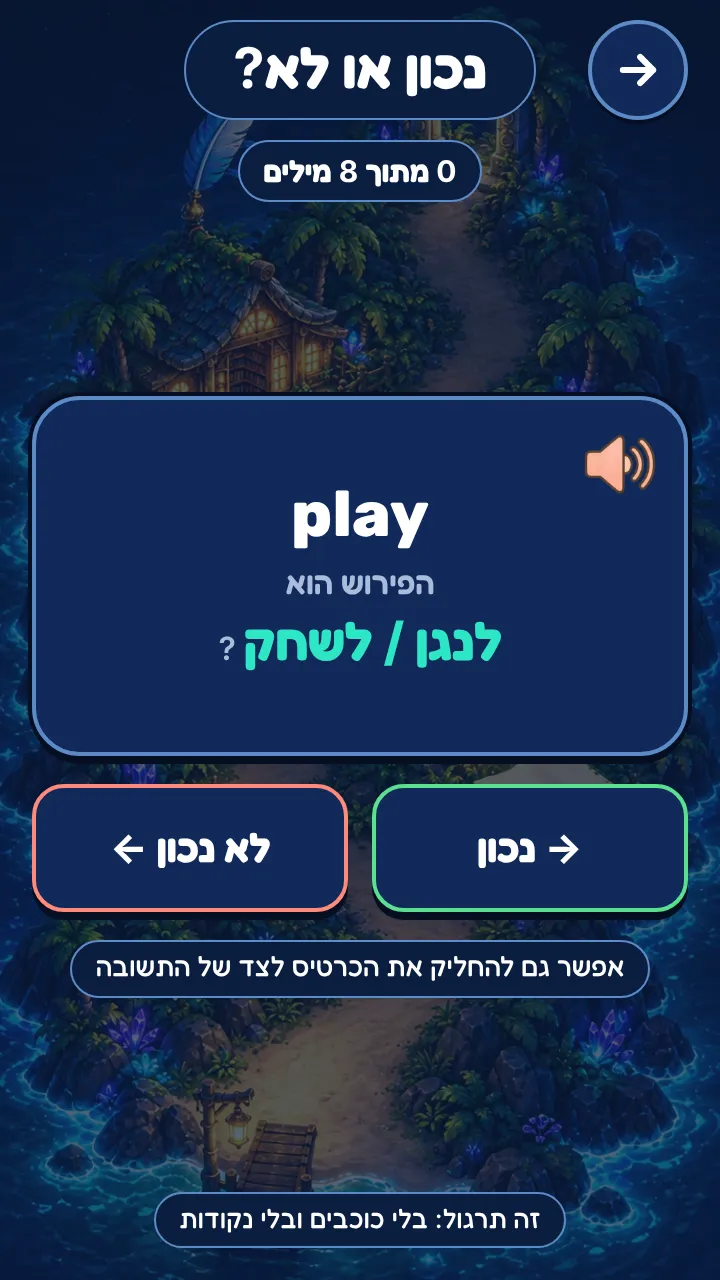 נכון או לא?
0 מתוך 8 מילים
play
הפירוש הוא
לנגן / לשחק?
→ נכון
לא נכון ←
אפשר גם להחליק את הכרטיס לצד של התשובה
זה תרגול: בלי כוכבים ובלי נקודות